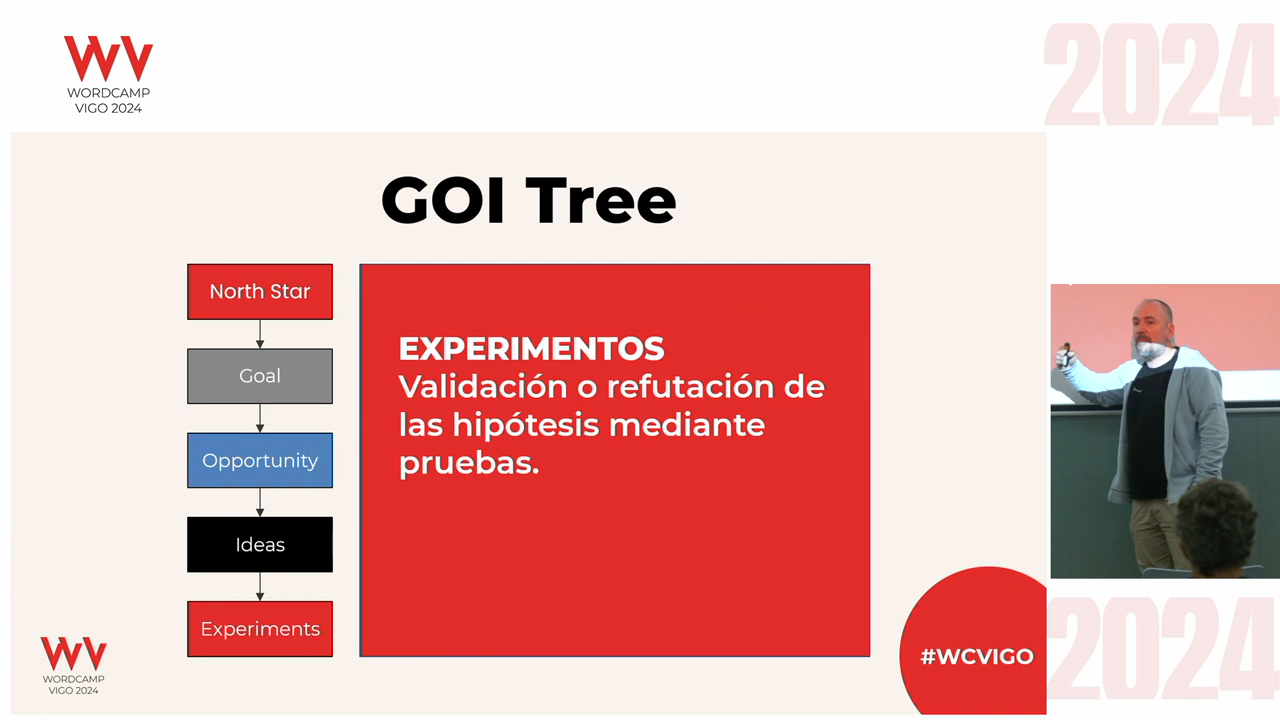 WORDCAMP
VIGO 2024
2024
GOI Tree
North Star
Goal
Opportunity
Ideas
Experiments
EXPERIMENTOS
Validación o refutación de
las hipótesis mediante
pruebas.
WORDCAMP
VIGO 2024
#WCVIGO
2024